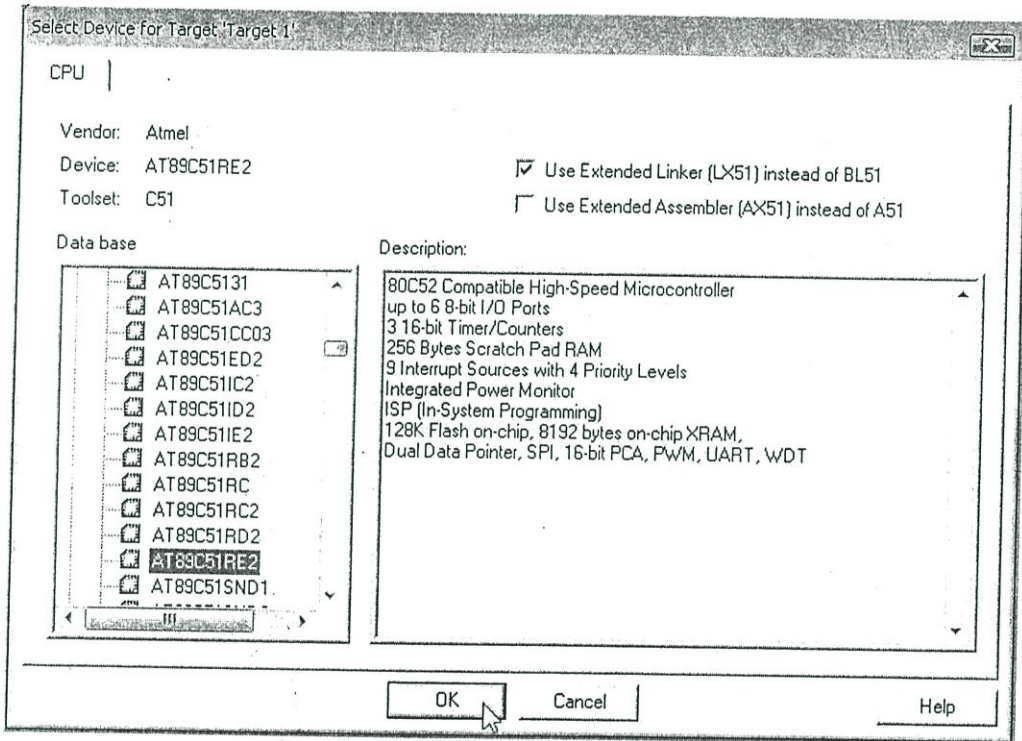 Select Device for Target 'Target 1'
CPU
Vendor: Atmel
Device: AT89C51RE2
Toolset: C51
Use Extended Linker (LX51) instead of BL51
Use Extended Assembler (AX51) instead of A51
Data base
AT89C5131
AT89C51AC3
AT89C51CC03
AT89C51ED2
AT89C51IC2
AT89C51ID2
AT89C51IE2
AT89C51RB2
AT89C51RC
AT89C51RC2
AT89C51RD2
AT89C51RE2
AT89C51SND1
Description:
80C52 Compatible High-Speed Microcontroller
up to 6 8-bit I/O Ports
3 16-bit Timer/Counters
256 Bytes Scratch Pad RAM
9 Interrupt Sources with 4 Priority Levels
Integrated Power Monitor
ISP (In-System Programming)
128K Flash on-chip, 8192 bytes on-chip XRAM,
Dual Data Pointer, SPI, 16-bit PCA, PWM, UART, WDT
OK
Cancel
Help